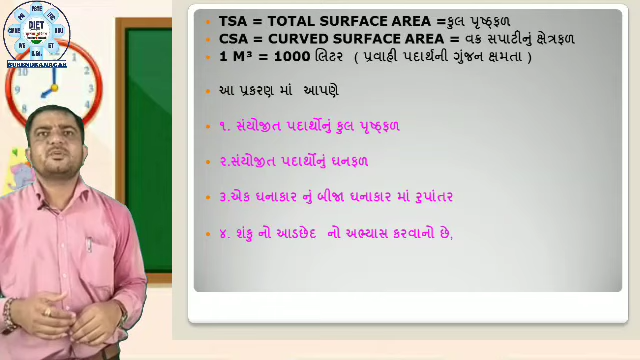 DIET
SURENDRANAGAR
TSA = TOTAL SURFACE AREA =કુલ પૃષ્ઠફળ
CSA = CURVED SURFACE AREA = વક્ર સપાટીનું ક્ષેત્રફળ
1 M³ = 1000 લિટર ( પ્રવાહી પદાર્થની ગુંજન ક્ષમતા )
આ પ્રકરણ માં આપણે
૧. સંયોજીત પદાર્થોનું કુલ પૃષ્ઠફળ
૨.સંયોજીત પદાર્થોનું ઘનફળ
૩.એક ઘનાકાર નું બીજા ઘનાકાર માં રુપાંતર
૪. શંકુ નો આડછેદ નો અભ્યાસ કરવાનો છે,